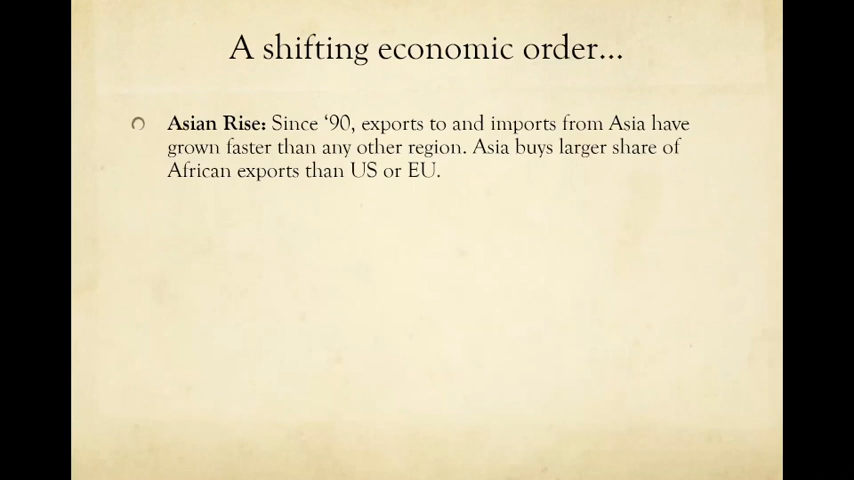 A shifting economic order…
Asian Rise: Since ‘90, exports to and imports from Asia have
grown faster than any other region. Asia buys larger share of
African exports than US or EU.